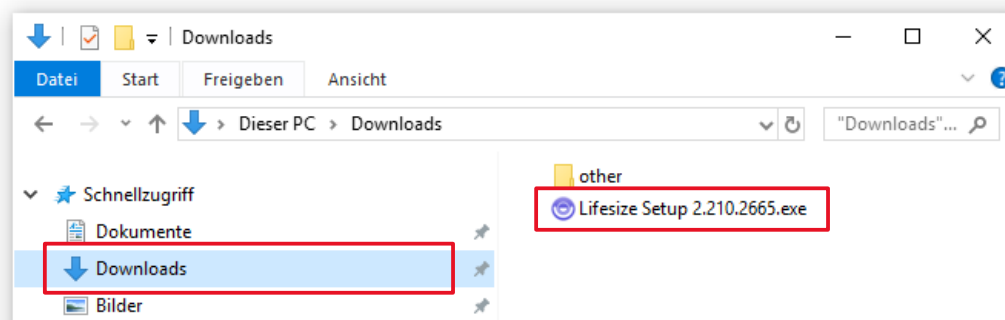 Downloads
Datei Start Freigeben Ansicht ?
Dieser PC > Downloads "Downloads"...
Schnellzugriff
Dokumente
Downloads
Bilder
other
Lifesize Setup 2.210.2665.exe